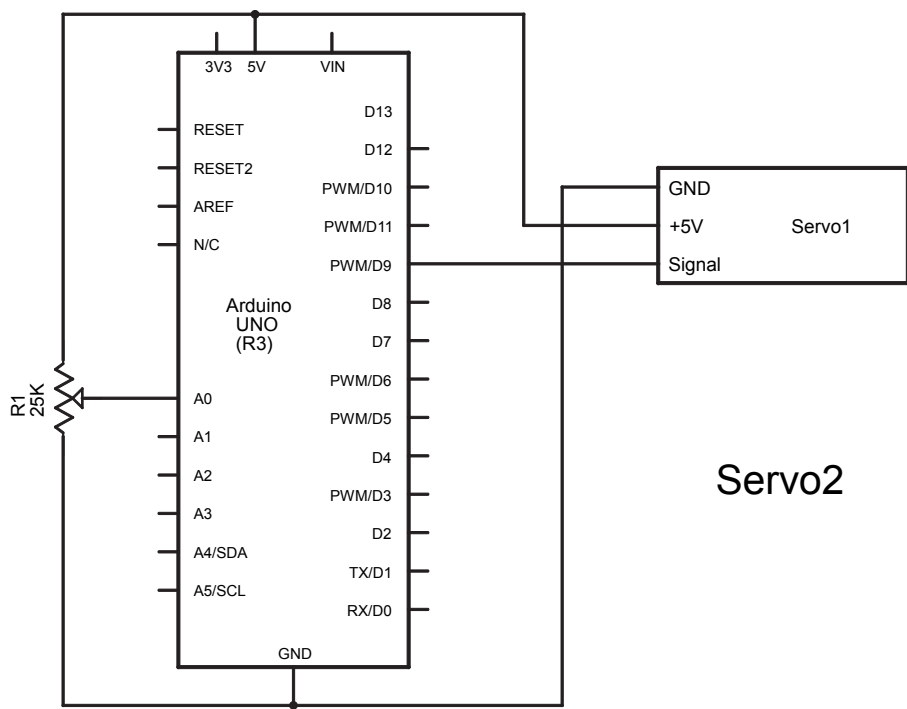 3V3 5V VIN
RESET
RESET2
AREF
N/C
D13
D12
PWM/D10
PWM/D11
PWM/D9
D8
D7
PWM/D6
PWM/D5
D4
PWM/D3
D2
TX/D1
RX/D0
Arduino
UNO
(R3)
A0
A1
A2
A3
A4/SDA
A5/SCL
GND
R1
25K
GND
+5V
Signal
Servo1
Servo2